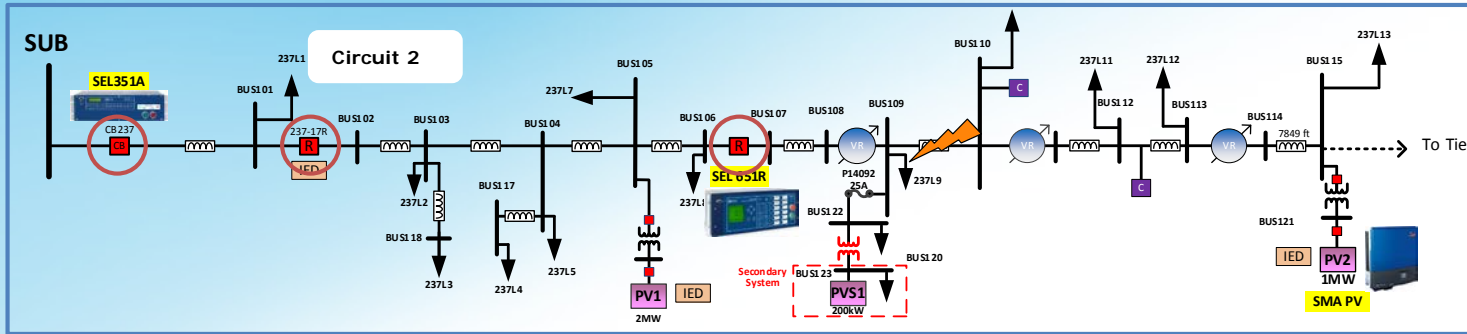 SUB
Circuit 2
SEL351A
CB237
CB
BUS101
237L1
237-17R
R
IED
BUS102
BUS103
237L2
BUS118
237L3
BUS117
237L4
BUS104
237L5
237L7
BUS105
PV1
IED
2MW
BUS106
237L8
R
SEL 651R
BUS107
BUS108
VR
BUS109
P14092
25A
237L9
BUS122
BUS120
Secondary
System
BUS123
PVS1
200kW
BUS110
C
VR
237L11
BUS112
C
237L12
BUS113
VR
BUS114
7849 ft
BUS115
237L13
To Tie
BUS121
IED
PV2
1MW
SMA PV